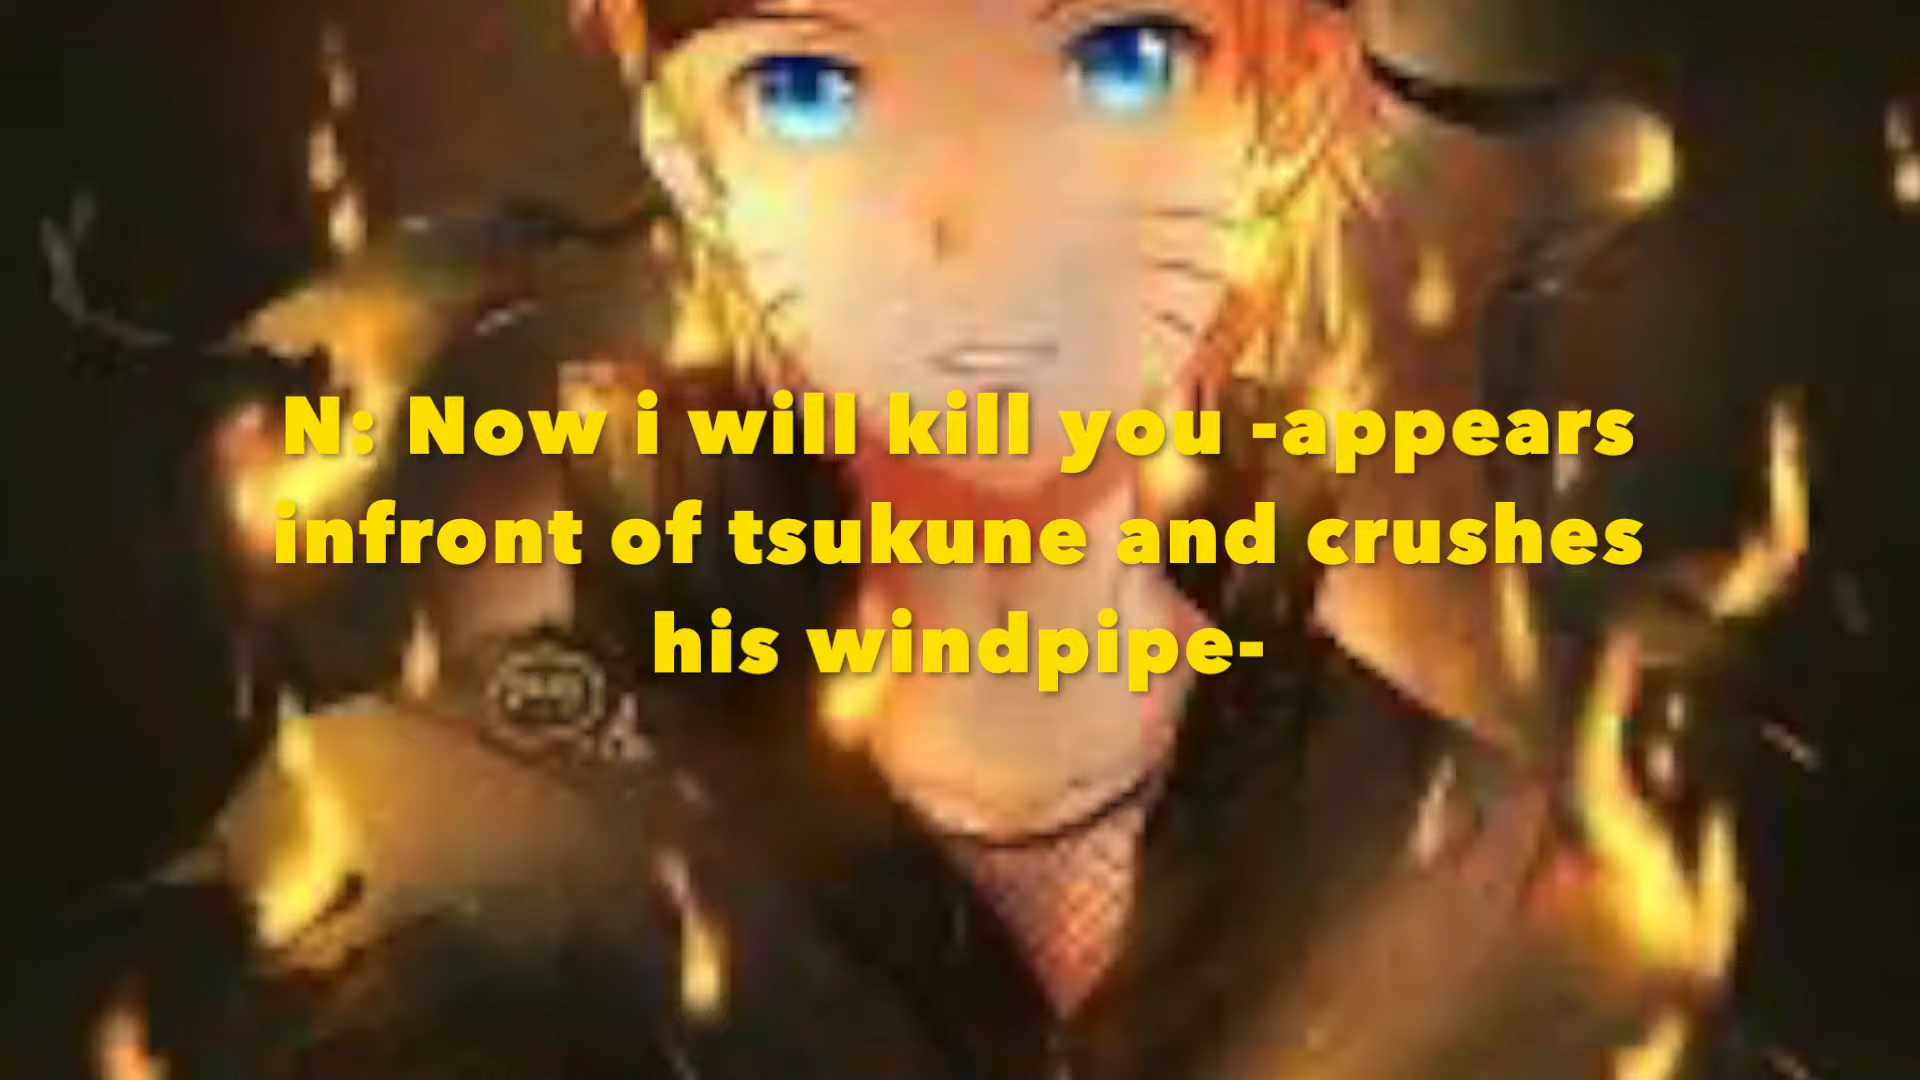 N: Now i will kill you -appears
infront of tsukune and crushes
his windpipe-